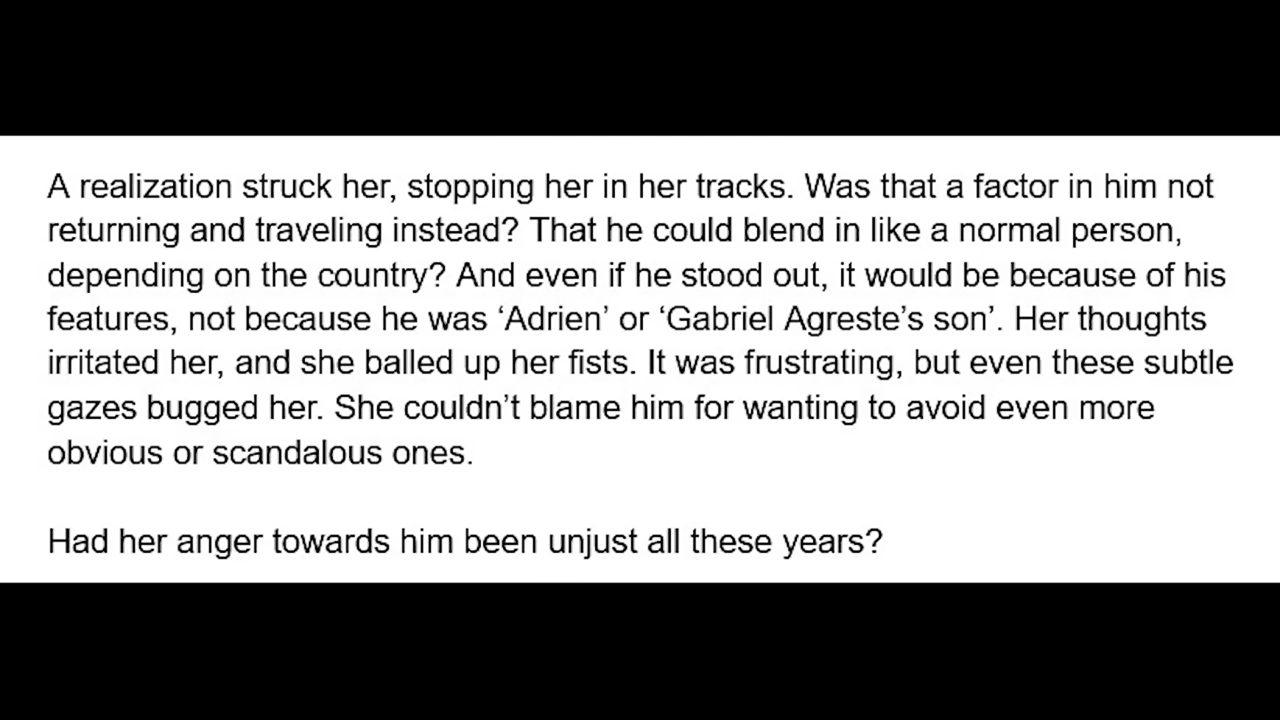 A realization struck her, stopping her in her tracks. Was that a factor in him not
returning and traveling instead? That he could blend in like a normal person,
depending on the country? And even if he stood out, it would be because of his
features, not because he was ‘Adrien’ or ‘Gabriel Agreste’s son’. Her thoughts
irritated her, and she balled up her fists. It was frustrating, but even these subtle
gazes bugged her. She couldn’t blame him for wanting to avoid even more
obvious or scandalous ones.
Had her anger towards him been unjust all these years?